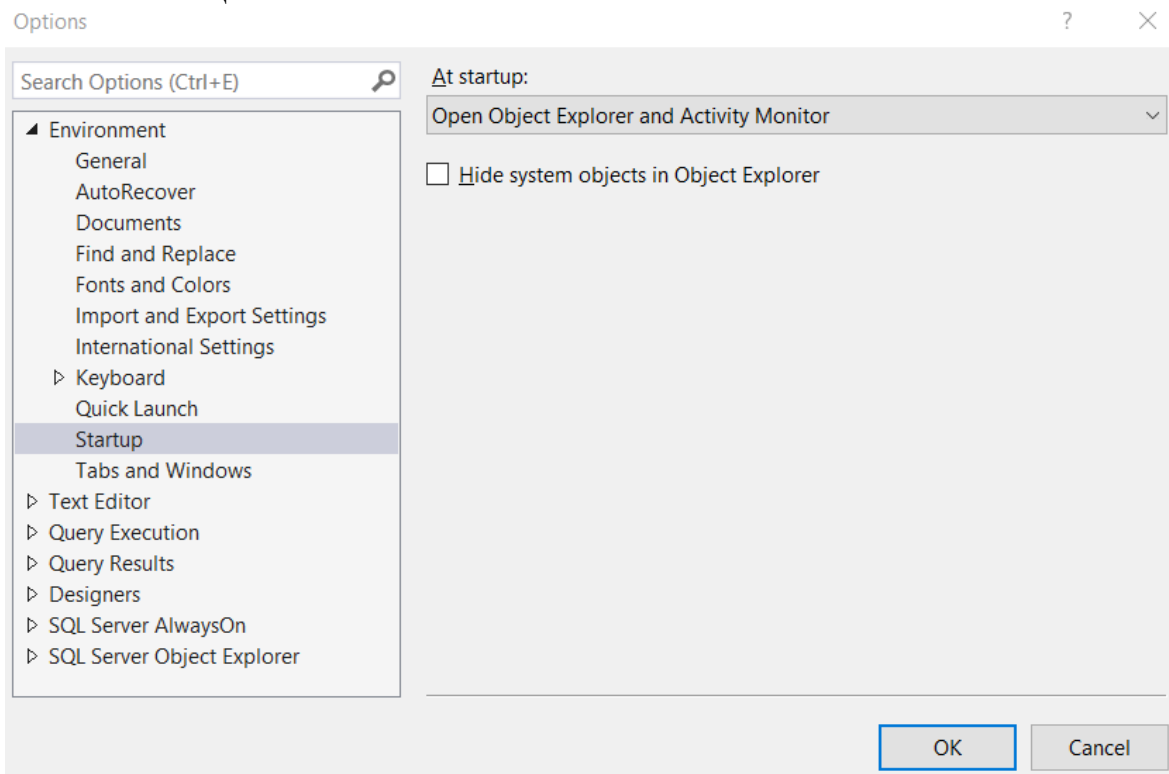 Options
?
Search Options (Ctrl+E)
Environment
General
AutoRecover
Documents
Find and Replace
Fonts and Colors
Import and Export Settings
International Settings
Keyboard
Quick Launch
Startup
Tabs and Windows
Text Editor
Query Execution
Query Results
Designers
SQL Server AlwaysOn
SQL Server Object Explorer
At startup:
Open Object Explorer and Activity Monitor
Hide system objects in Object Explorer
OK
Cancel